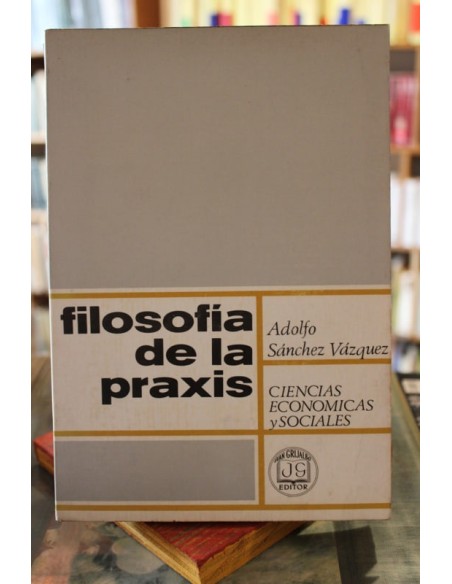 filosofía
de la
praxis
Adolfo
Sánchez Vázquez
CIENCIAS
ECONOMICAS
y SOCIALES
JUAN GRIJALBO
JG
EDITOR